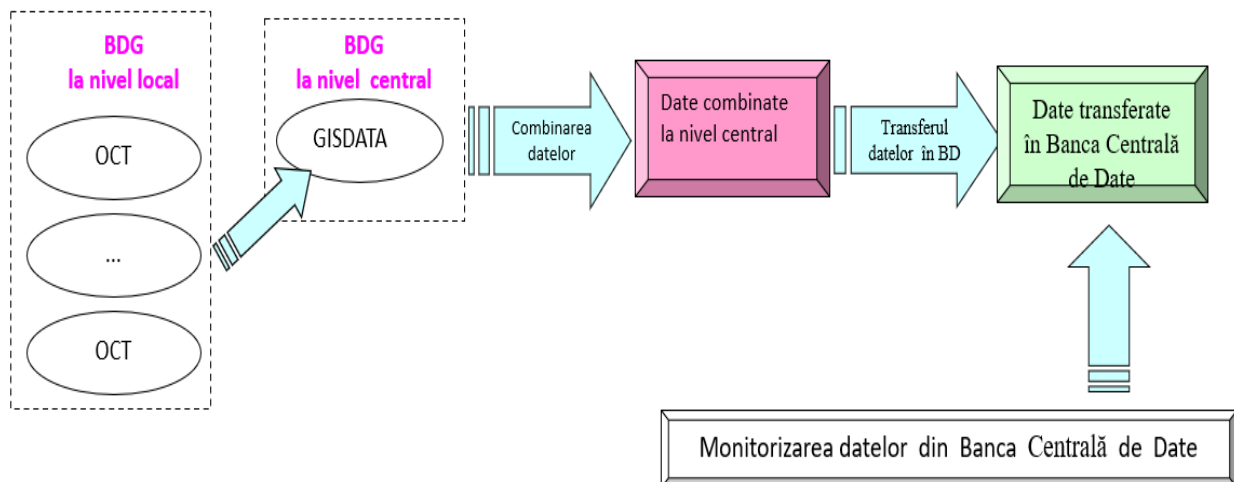 BDG
la nivel local
OCT
...
OCT
BDG
la nivel central
GISDATA
Combinarea
datelor
Date combinate
la nivel central
Transferul
datelor în BD
Date transferate
în Banca Centrală
de Date
Monitorizarea datelor din Banca Centrală de Date